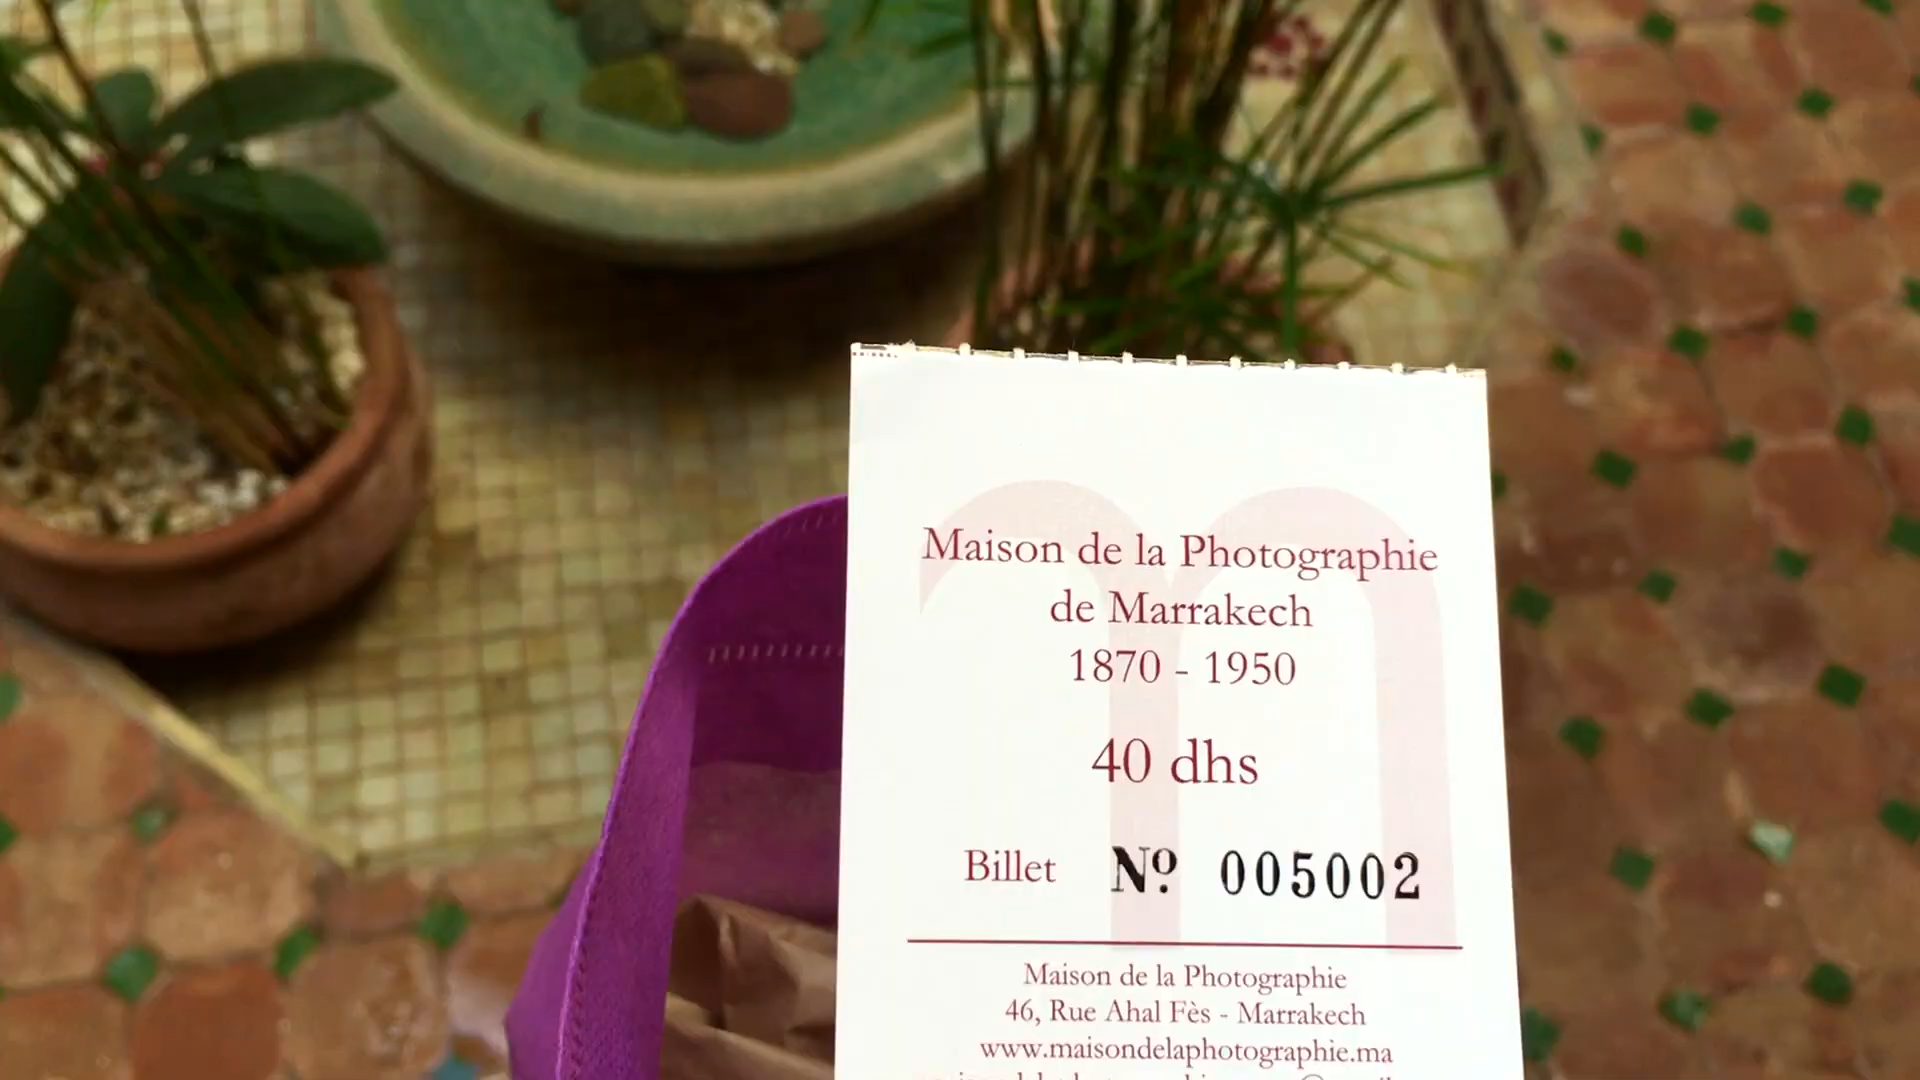 Maison de la Photographie
de Marrakech
1870 - 1950
40 dhs
Billet Nº 005002
Maison de la Photographie
46, Rue Ahal Fès - Marrakech
www.maisondelaphotographie.ma